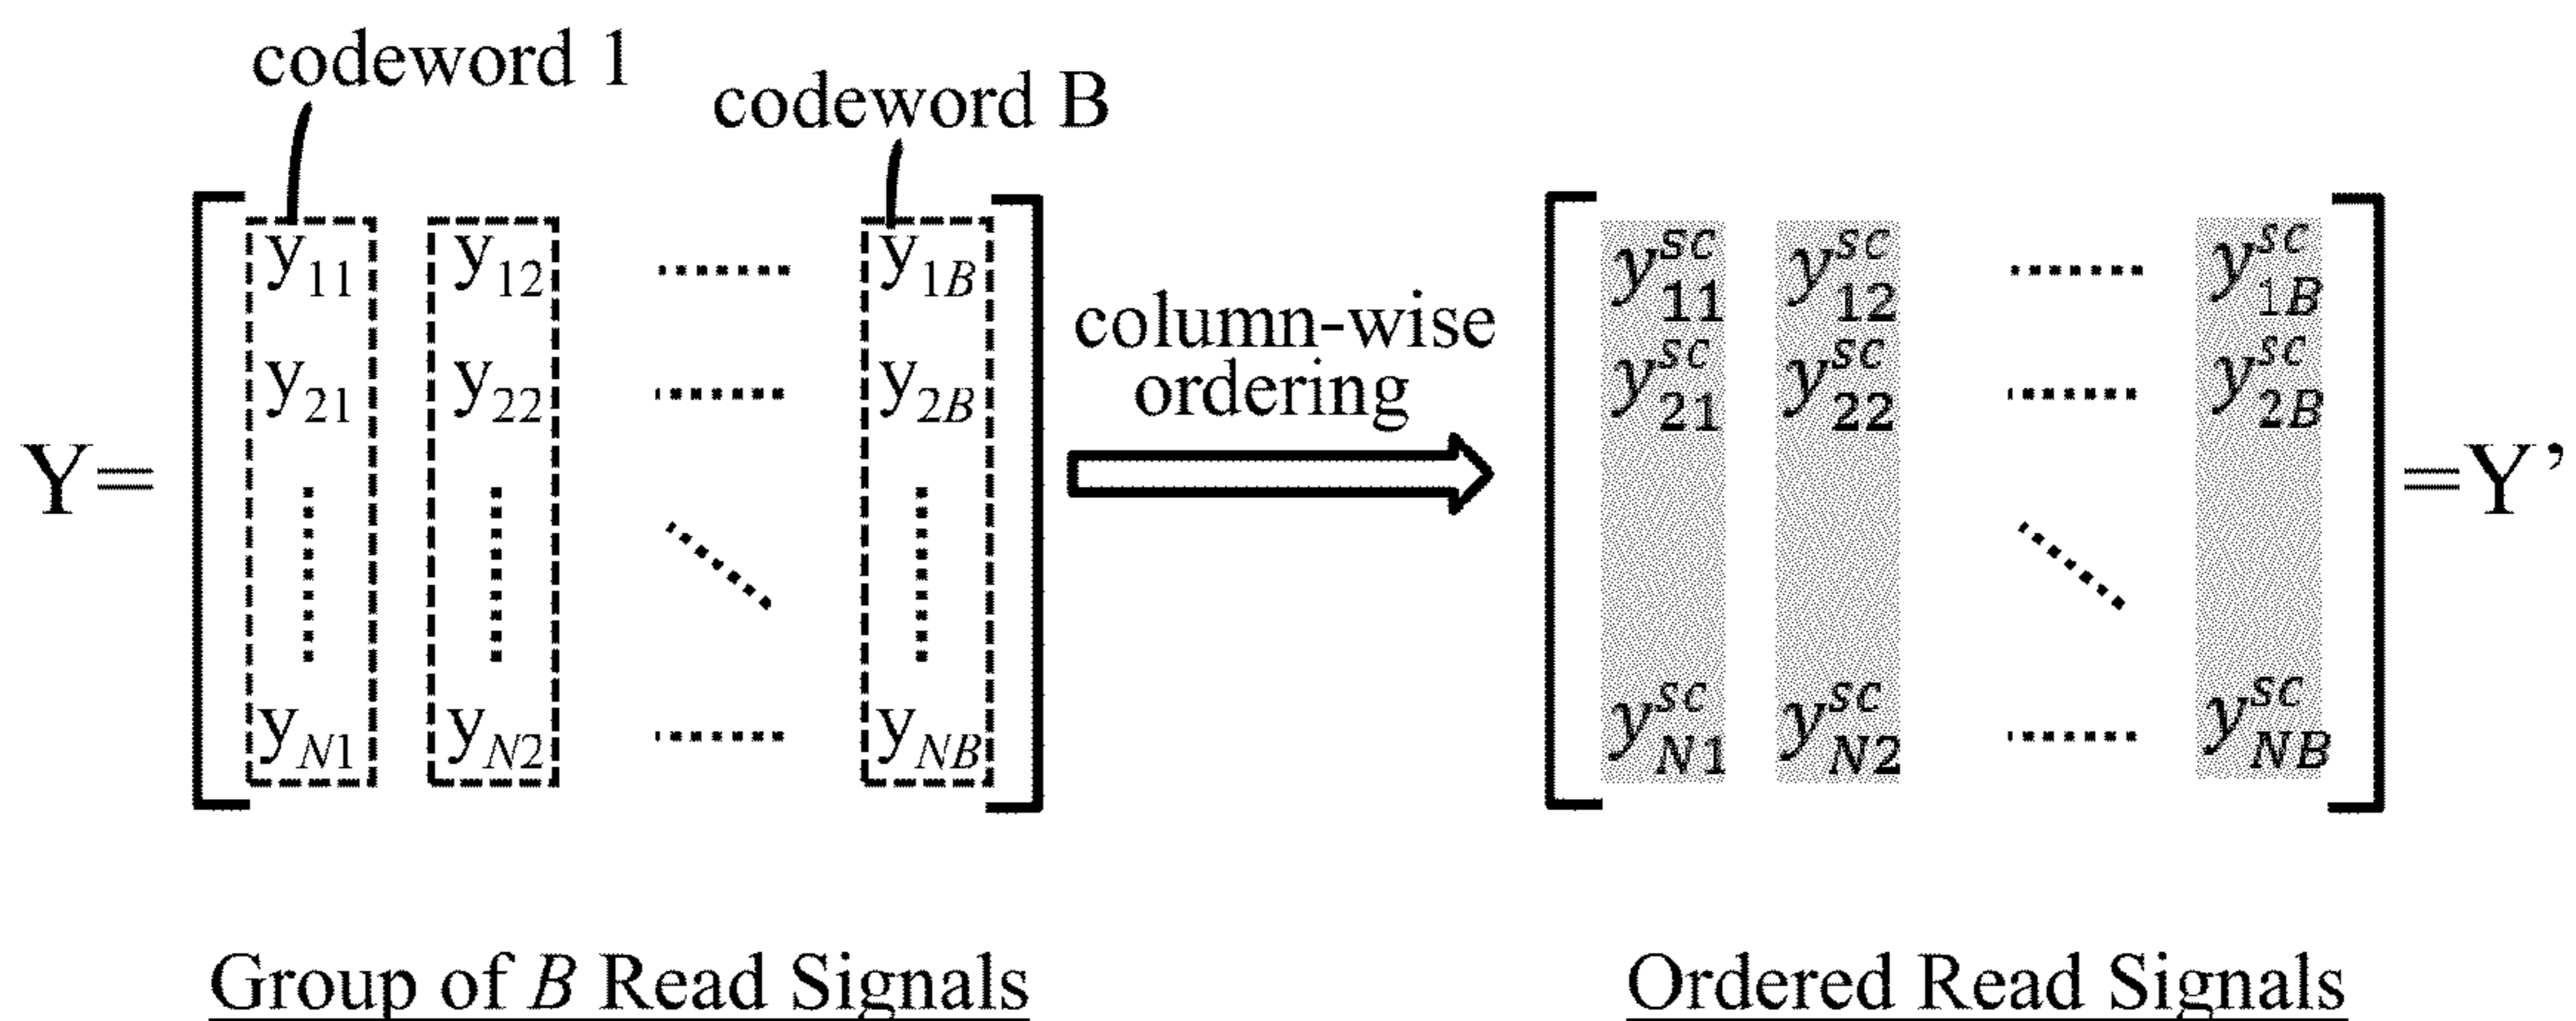 codeword 1
codeword B
Y= y11 y12 y1B
y21 y22 y2B
yN1 yN2 yNB
column-wise
ordering
y^sc_11 y^sc_12 y^sc_1B
y^sc_21 y^sc_22 y^sc_2B
y^sc_N1 y^sc_N2 y^sc_NB
=Y’
Group of B Read Signals
Ordered Read Signals